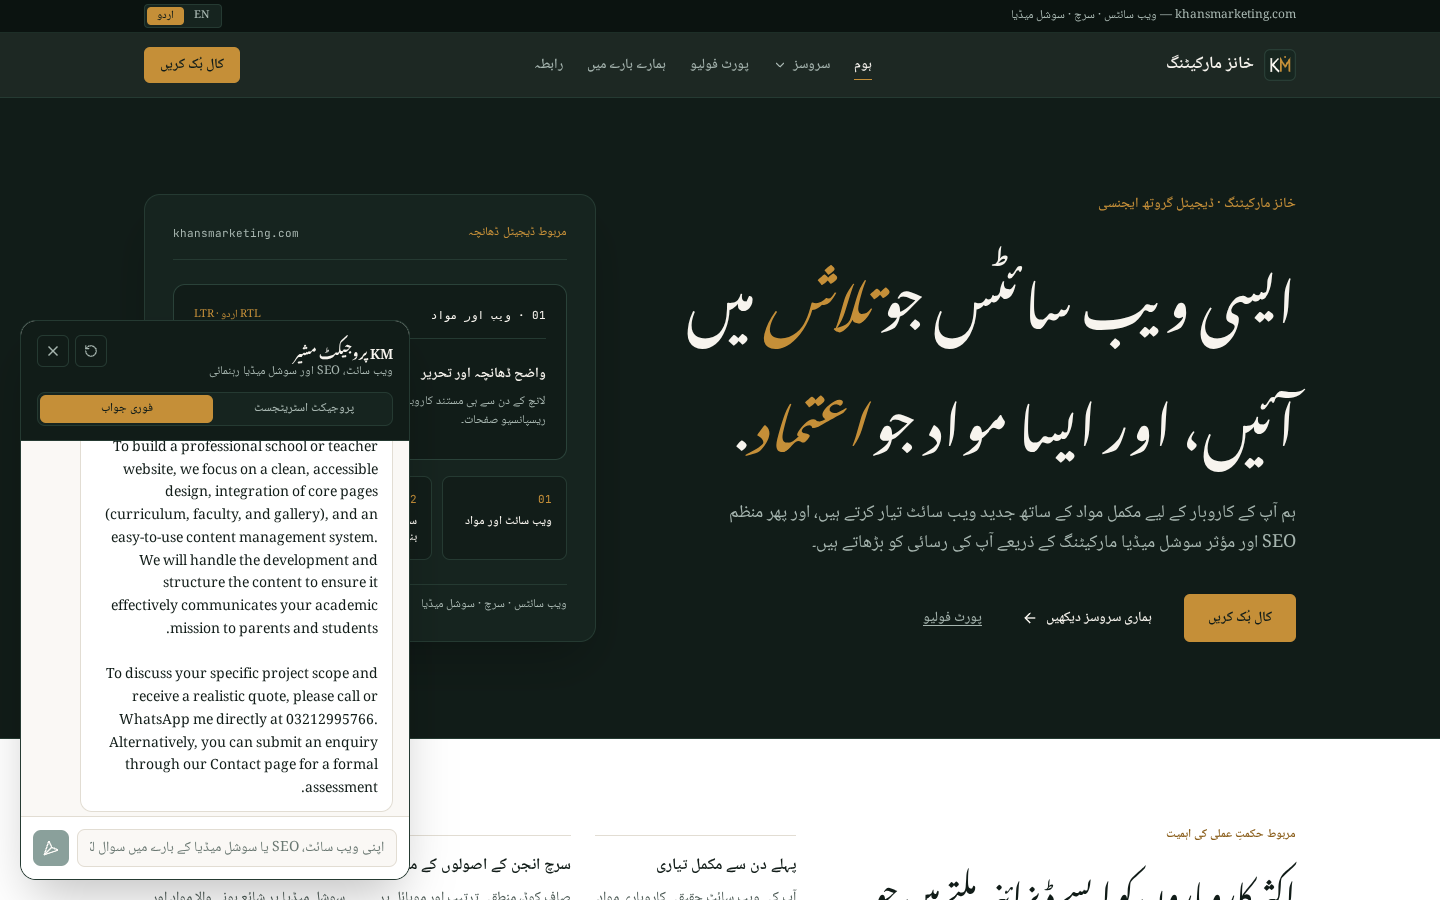 khansmarketing.com — ویب سائٹس · سرچ · سوشل میڈیا
EN
اردو
KM
خانز مارکیٹنگ
ہوم
سروسز
پورٹ فولیو
ہمارے بارے میں
رابطہ
کال بُک کریں
خانز مارکیٹنگ · ڈیجیٹل گروتھ ایجنسی
ایسی ویب سائٹس جو تلاش میں
آئیں، اور ایسا مواد جو اعتماد.
ہم آپ کے کاروبار کے لیے مکمل مواد کے ساتھ جدید ویب سائٹ تیار کرتے ہیں، اور پھر منظم
SEO اور مؤثر سوشل میڈیا مارکیٹنگ کے ذریعے آپ کی رسائی کو بڑھاتے ہیں۔
کال بُک کریں
ہماری سروسز دیکھیں
پورٹ فولیو
مربوط ڈیجیٹل ڈھانچہ
khansmarketing.com
01 · ویب اور مواد
LTR · اردو RTL
واضح ڈھانچہ اور تحریر
لانچ کے دن سے ہی مستند
ریسپانسیو صفحات۔
01
ویب سائٹ اور مواد
2
ویب سائٹس · سرچ · سوشل میڈیا
KM پروجیکٹ مشیر
ویب سائٹ، SEO اور سوشل میڈیا رہنمائی
پروجیکٹ اسٹریٹجسٹ
فوری جواب
To build a professional school or teacher
website, we focus on a clean, accessible
design, integration of core pages
(curriculum, faculty, and gallery), and an
easy-to-use content management system.
We will handle the development and
structure the content to ensure it
effectively communicates your academic
mission to parents and students.
To discuss your specific project scope and
receive a realistic quote, please call or
WhatsApp me directly at 03212995766.
Alternatively, you can submit an enquiry
through our Contact page for a formal
assessment.
اپنی ویب سائٹ، SEO یا سوشل میڈیا کے بارے میں سوال
مربوط حکمتِ عملی کی اہمیت
پہلے دن سے مکمل تیاری
سرچ انجن کے اصولوں کے